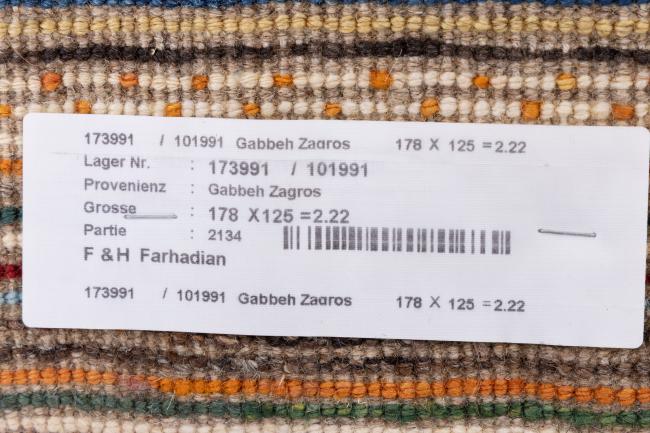 173991 / 101991 Gabbeh Zagros 178 X 125 = 2.22
Lager Nr. : 173991 / 101991
Provenienz : Gabbeh Zagros
Grosse : 178 X125 = 2.22
Partie : 2134
F & H Farhadian
173991 / 101991 Gabbeh Zagros 178 X 125 = 2.22